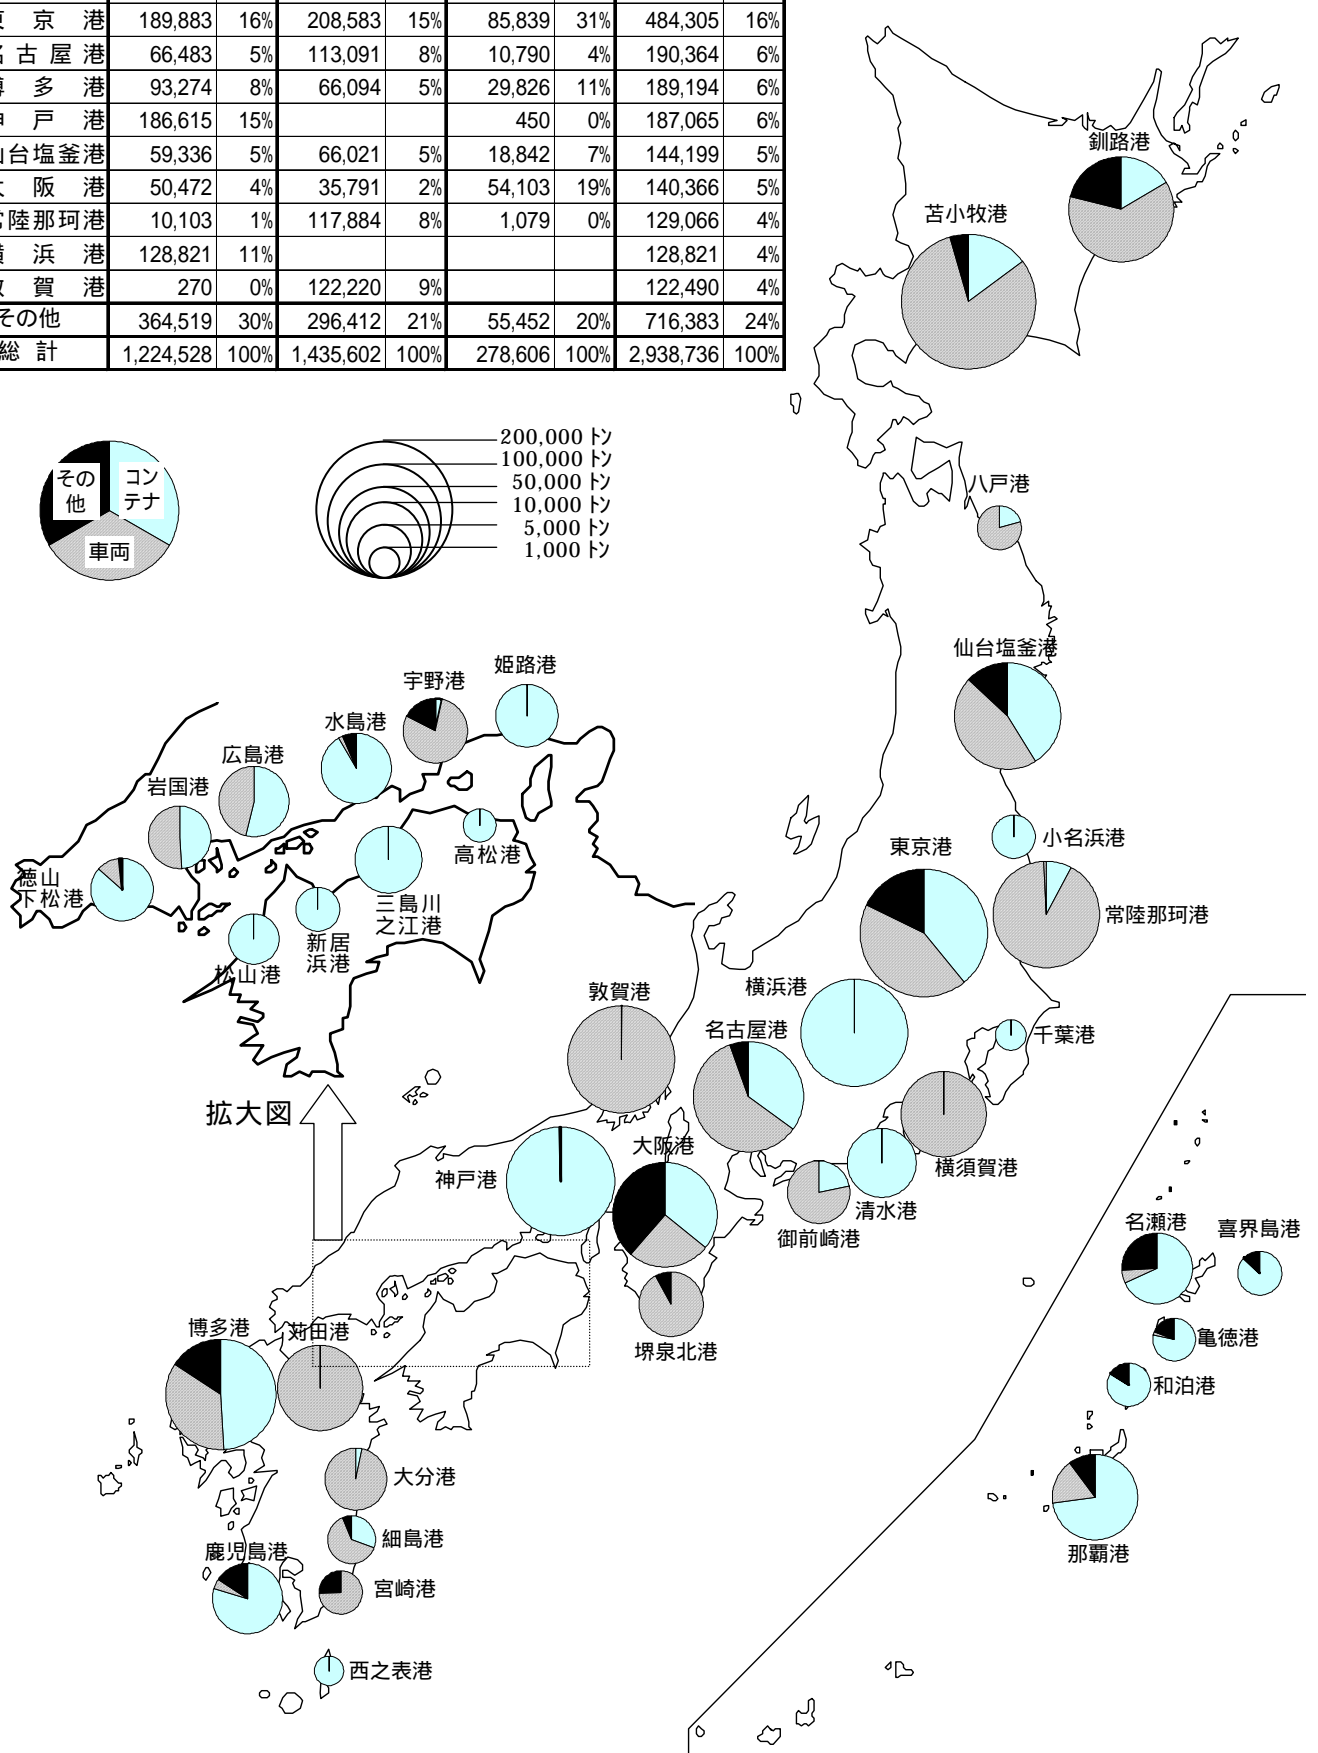 京 港 189,883 16% 208,583 15% 85,839 31% 484,305 16%
古 屋 港 66,483 5% 113,091 8% 10,790 4% 190,364 6%
多 港 93,274 8% 66,094 5% 29,826 11% 189,194 6%
戸 港 186,615 15% 450 0% 187,065 6%
台塩釜港 59,336 5% 66,021 5% 18,842 7% 144,199 5%
阪 港 50,472 4% 35,791 2% 54,103 19% 140,366 5%
陸那珂港 10,103 1% 117,884 8% 1,079 0% 129,066 4%
浜 港 128,821 11% 128,821 4%
賀 港 270 0% 122,220 9% 122,490 4%
その他 364,519 30% 296,412 21% 55,452 20% 716,383 24%
総 計 1,224,528 100% 1,435,602 100% 278,606 100% 2,938,736 100%
その他
コンテナ
車両
200,000 トン
100,000 トン
50,000 トン
10,000 トン
5,000 トン
1,000 トン
釧路港
苫小牧港
八戸港
仙台塩釜港
小名浜港
東京港
常陸那珂港
横浜港
千葉港
名古屋港
横須賀港
清水港
御前崎港
敦賀港
大阪港
神戸港
堺泉北港
姫路港
宇野港
水島港
広島港
岩国港
徳山
下松港
高松港
三島川
之江港
新居
浜港
松山港
拡大図
博多港
苅田港
大分港
細島港
鹿児島港
宮崎港
西之表港
名瀬港
喜界島港
亀徳港
和泊港
那覇港